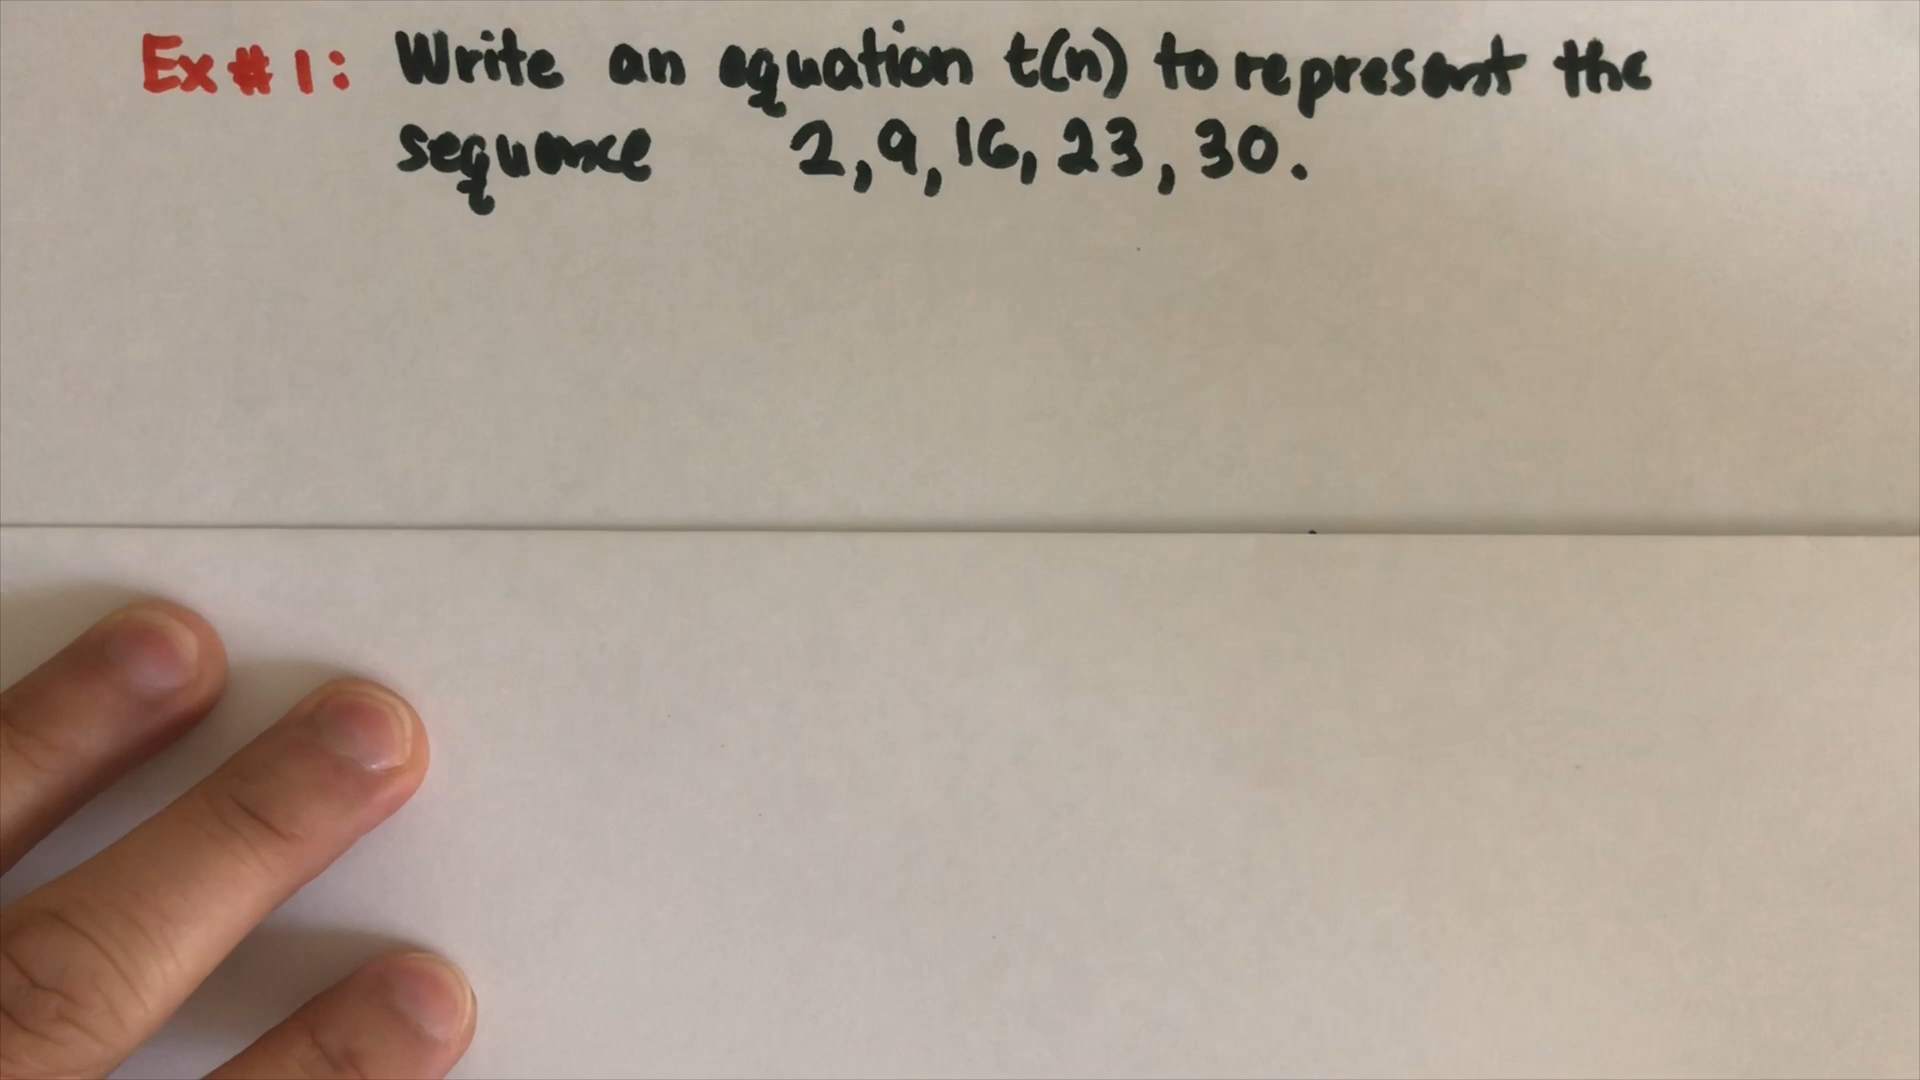 Ex#1: Write an equation t(n) to represent the
sequence 2, 9, 16, 23, 30.